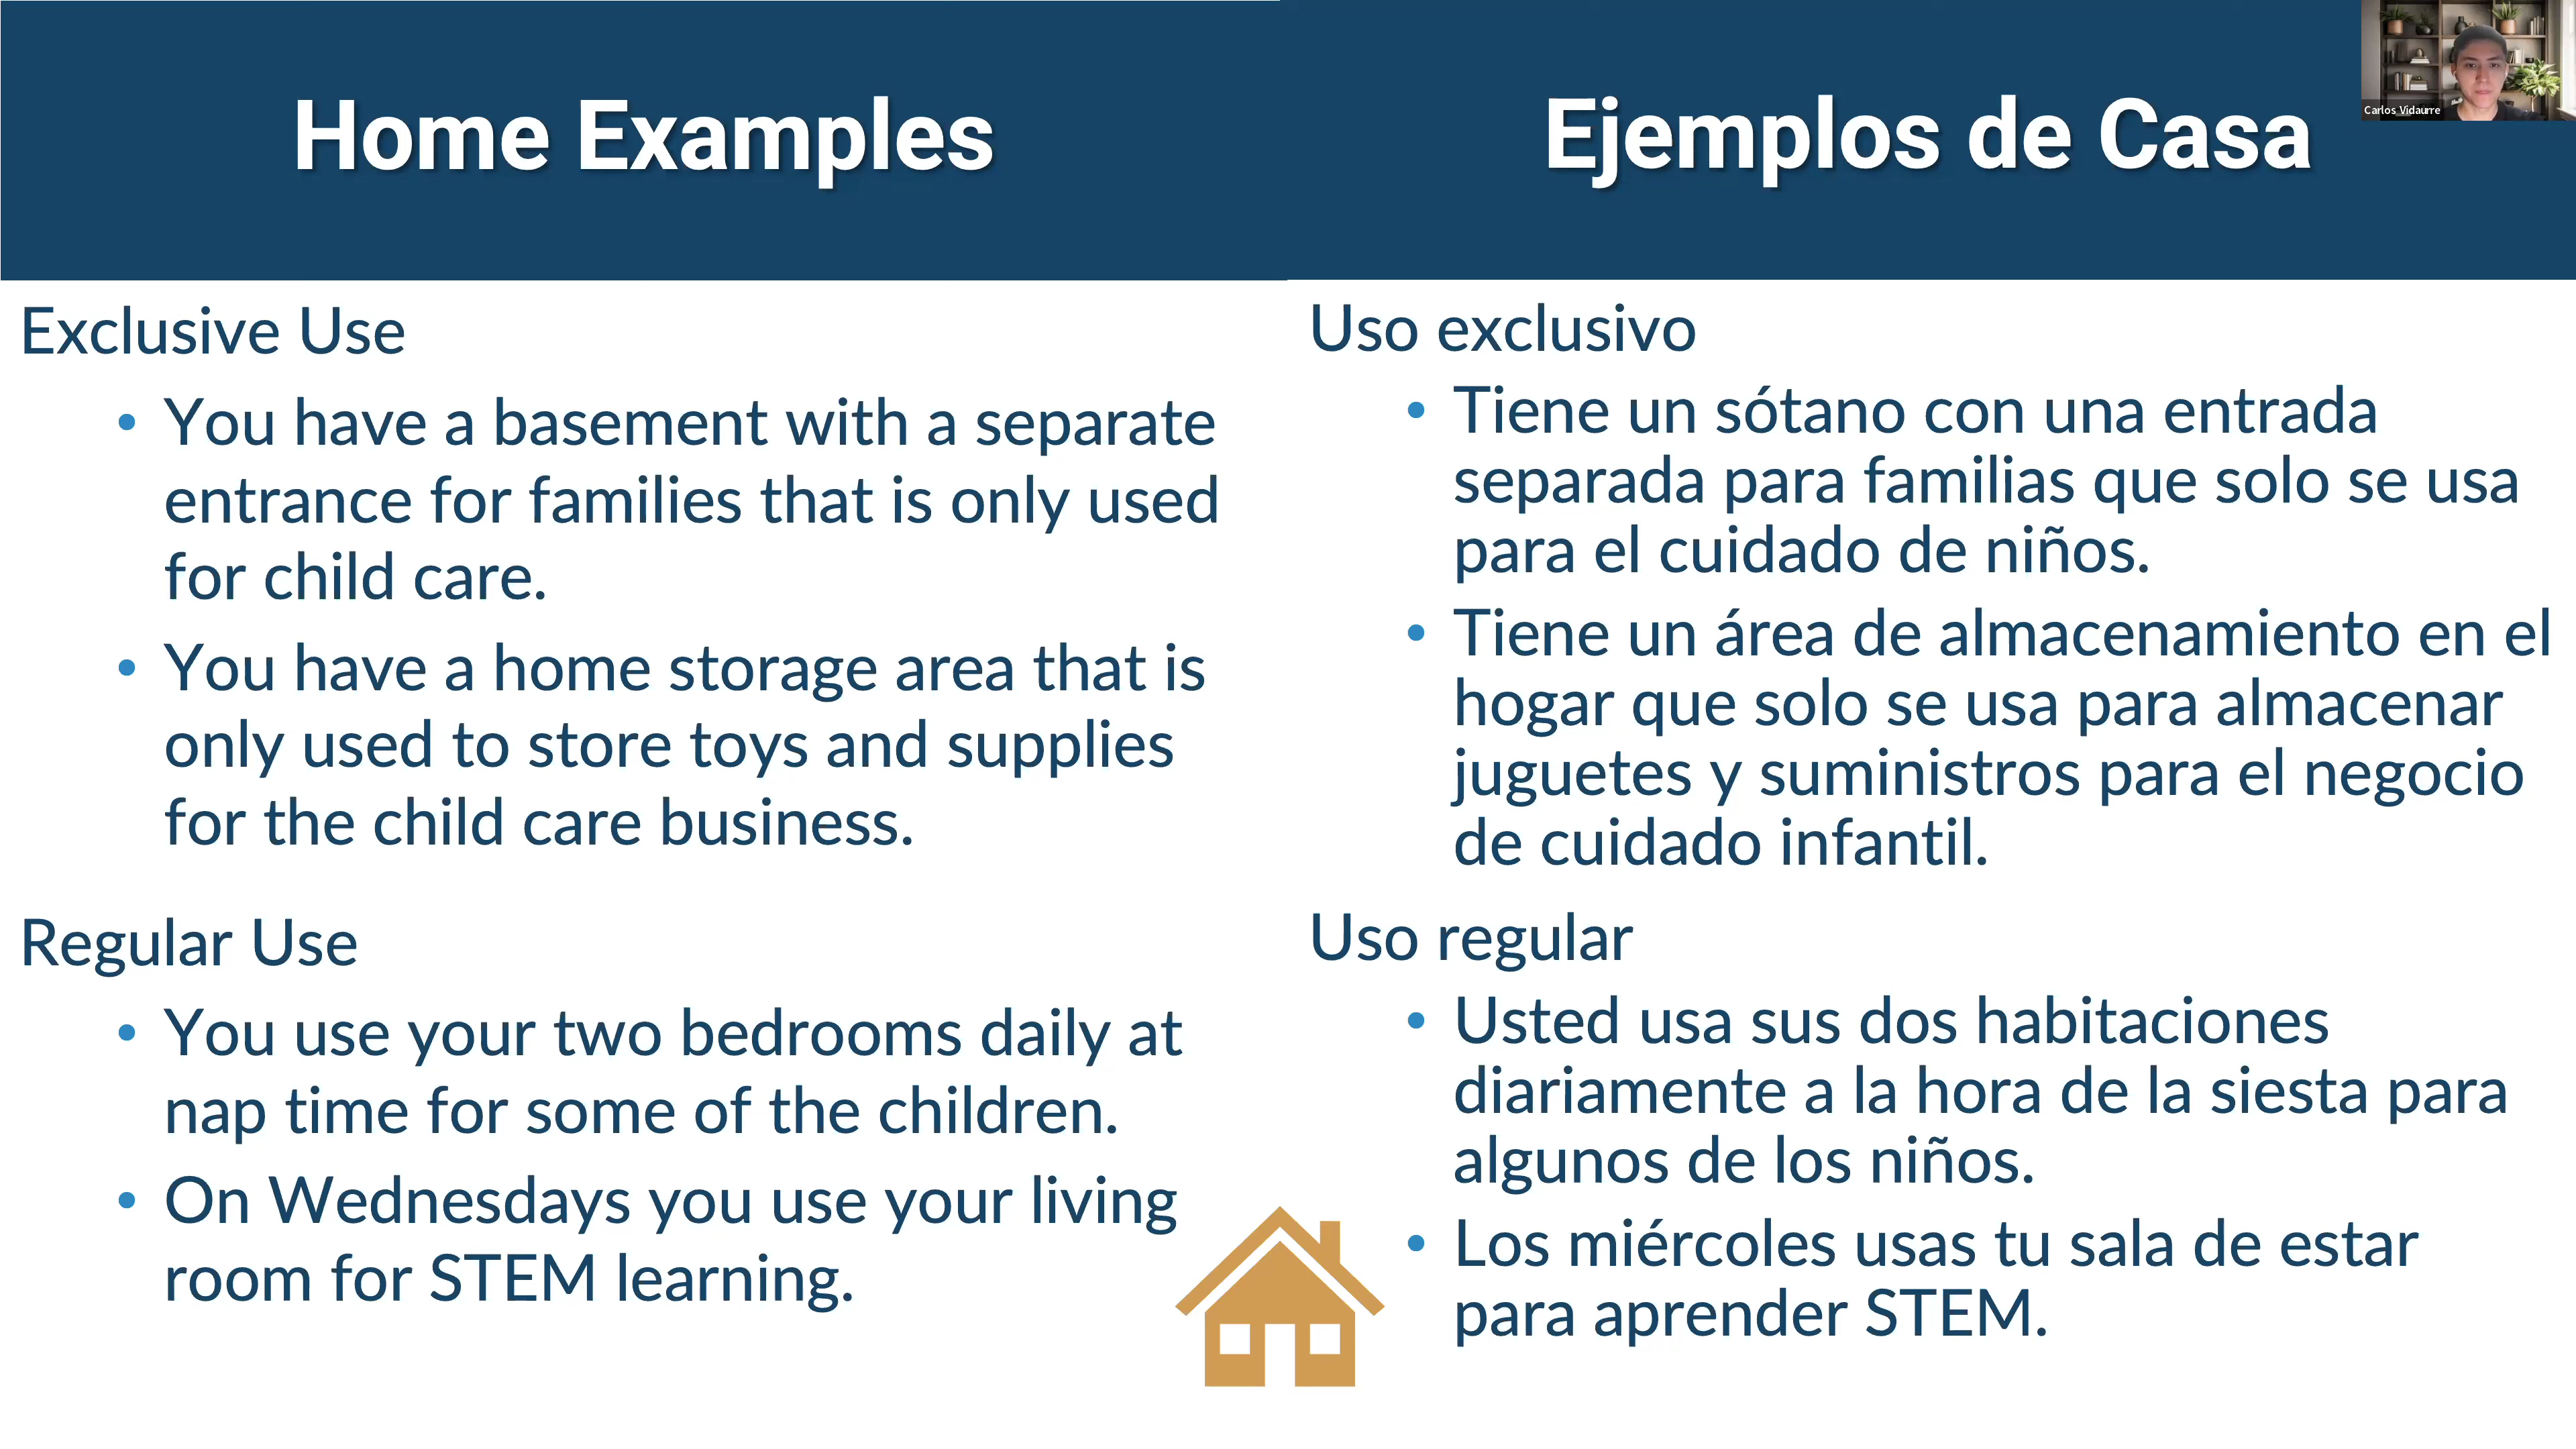 Home Examples
Exclusive Use
• You have a basement with a separate
entrance for families that is only used
for child care.
• You have a home storage area that is
only used to store toys and supplies
for the child care business.
Regular Use
• You use your two bedrooms daily at
nap time for some of the children.
• On Wednesdays you use your living
room for STEM learning.
Ejemplos de Casa
Uso exclusivo
• Tiene un sótano con una entrada
separada para familias que solo se usa
para el cuidado de niños.
• Tiene un área de almacenamiento en el
hogar que solo se usa para almacenar
juguetes y suministros para el negocio
de cuidado infantil.
Uso regular
• Usted usa sus dos habitaciones
diariamente a la hora de la siesta para
algunos de los niños.
• Los miércoles usas tu sala de estar
para aprender STEM.
Carlos Vidaurre